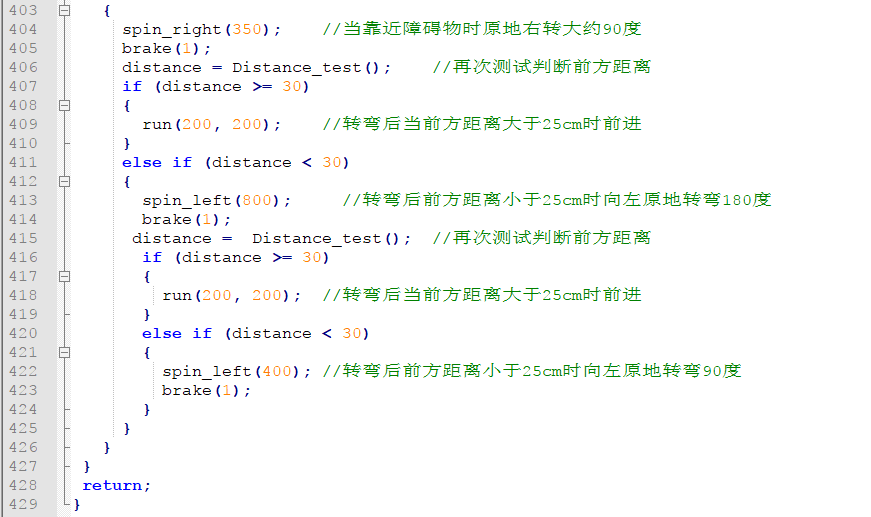 403 {
404 spin_right(350); //当靠近障碍物时原地右转大约90度
405 brake(1);
406 distance = Distance_test(); //再次测试判断前方距离
407 if (distance >= 30)
408 {
409 run(200, 200); //转弯后当前方距离大于25cm时前进
410 }
411 else if (distance < 30)
412 {
413 spin_left(800); //转弯后前方距离小于25cm时向左原地转弯180度
414 brake(1);
415 distance = Distance_test(); //再次测试判断前方距离
416 if (distance >= 30)
417 {
418 run(200, 200); //转弯后当前方距离大于25cm时前进
419 }
420 else if (distance < 30)
421 {
422 spin_left(400); //转弯后前方距离小于25cm时向左原地转弯90度
423 brake(1);
424 }
425 }
426 }
427 }
428 return;
429 }